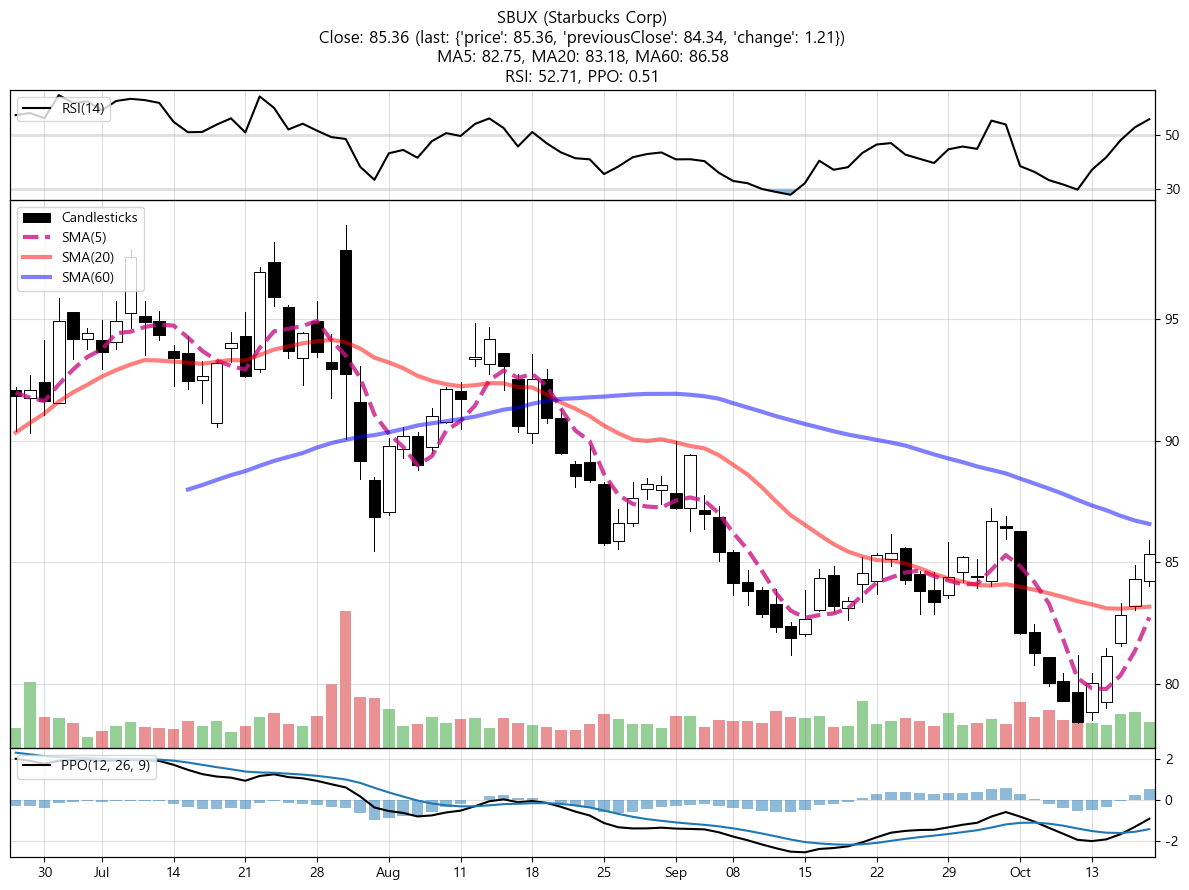 SBUX (Starbucks Corp)
Close: 85.36 (last: {'price': 85.36, 'previousClose': 84.34, 'change': 1.21})
MA5: 82.75, MA20: 83.18, MA60: 86.58
RSI: 52.71, PPO: 0.51
RSI(14)
50
30
Candlesticks
SMA(5)
SMA(20)
SMA(60)
95
90
85
80
PPO(12, 26, 9)
2
0
-2
30 Jul 14 21 28 Aug 11 18 25 Sep 08 15 22 29 Oct 13